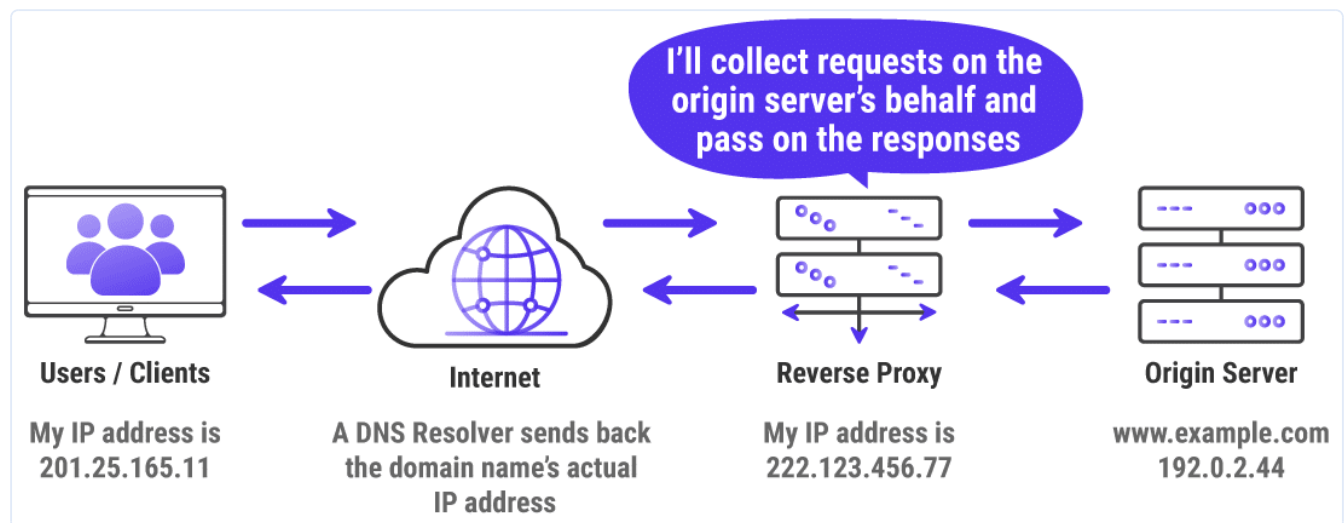 I’ll collect requests on the
origin server’s behalf and
pass on the responses
Users / Clients
My IP address is
201.25.165.11
Internet
A DNS Resolver sends back
the domain name’s actual
IP address
Reverse Proxy
My IP address is
222.123.456.77
Origin Server
www.example.com
192.0.2.44